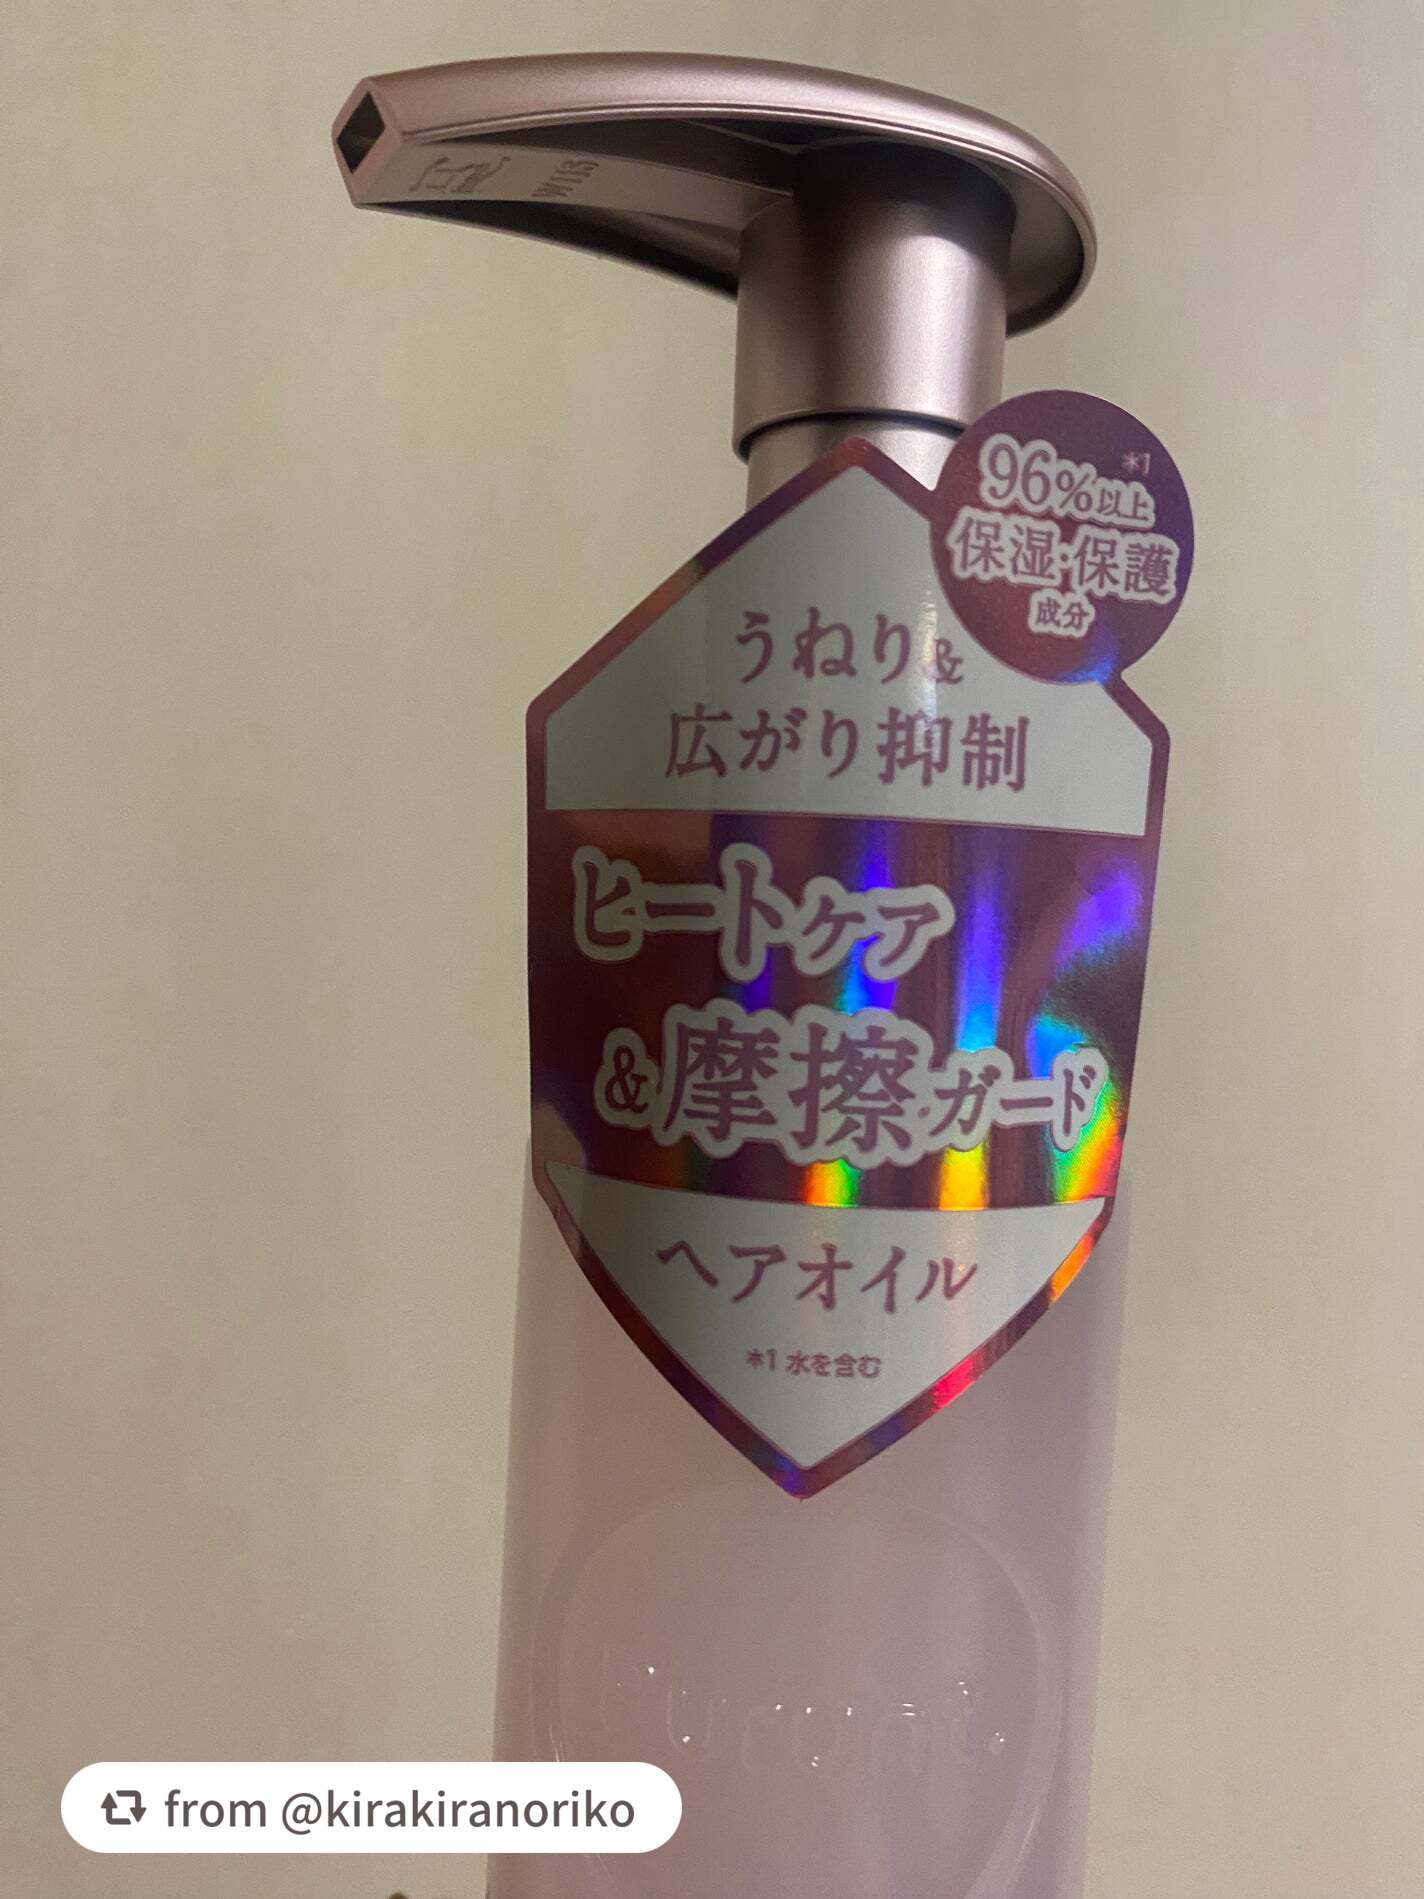 W113
96%以上*1
保湿・保護
成分
うねり&
広がり抑制
ヒートケア
&摩擦ガード
ヘアオイル
*1 水を含む
Purunt.
from @kirakiranoriko